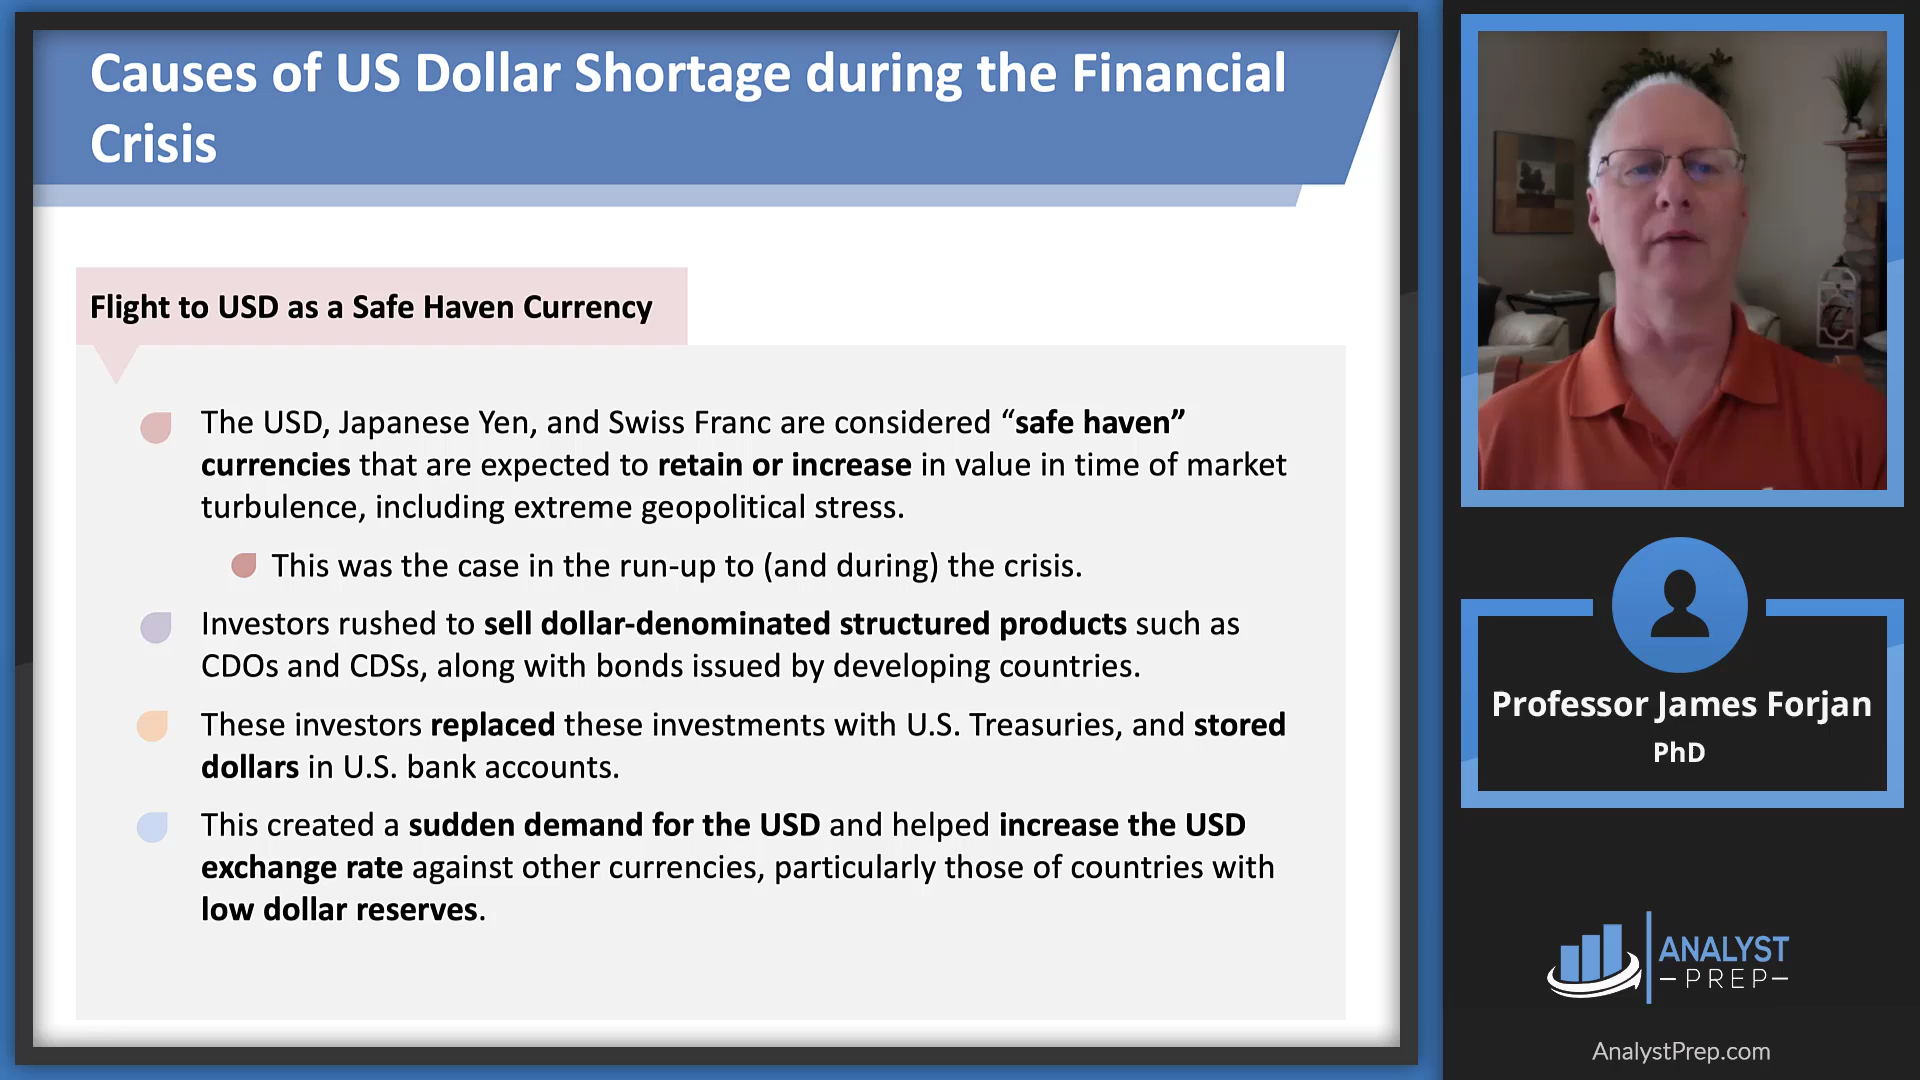 Causes of US Dollar Shortage during the Financial
Crisis
Flight to USD as a Safe Haven Currency
The USD, Japanese Yen, and Swiss Franc are considered “safe haven”
currencies that are expected to retain or increase in value in time of market
turbulence, including extreme geopolitical stress.
This was the case in the run-up to (and during) the crisis.
Investors rushed to sell dollar-denominated structured products such as
CDOs and CDSs, along with bonds issued by developing countries.
These investors replaced these investments with U.S. Treasuries, and stored
dollars in U.S. bank accounts.
This created a sudden demand for the USD and helped increase the USD
exchange rate against other currencies, particularly those of countries with
low dollar reserves.
Professor James Forjan
PhD
ANALYST
PREP
AnalystPrep.com